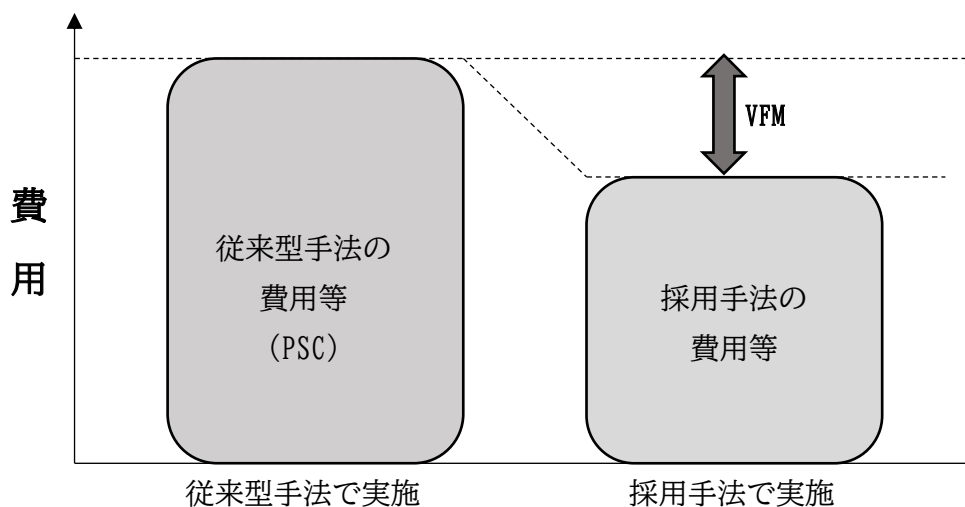 VFM
費
用
従来型手法の
費用等
（PSC）
採用手法の
費用等
従来型手法で実施
採用手法で実施